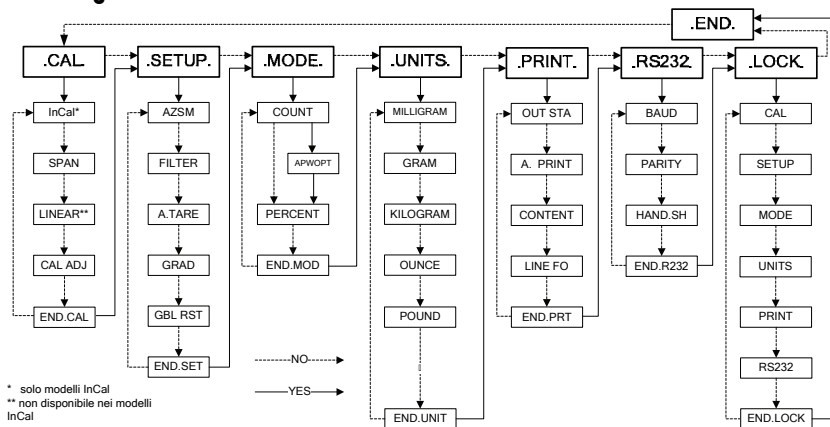 .END.
.CAL.
.SETUP.
.MODE.
.UNITS.
.PRINT.
.RS232.
.LOCK.
InCal*
SPAN
LINEAR**
CAL ADJ
END.CAL
AZSM
FILTER
A.TARE
GRAD
GBL RST
END.SET
COUNT
APWOPT
PERCENT
END.MOD
MILLIGRAM
GRAM
KILOGRAM
OUNCE
POUND
END.UNIT
OUT STA
A. PRINT
CONTENT
LINE FO
END.PRT
BAUD
PARITY
HAND.SH
END.R232
CAL
SETUP
MODE
UNITS
PRINT
RS232
END.LOCK
NO
YES
* solo modelli InCal
** non disponibile nei modelli
InCal